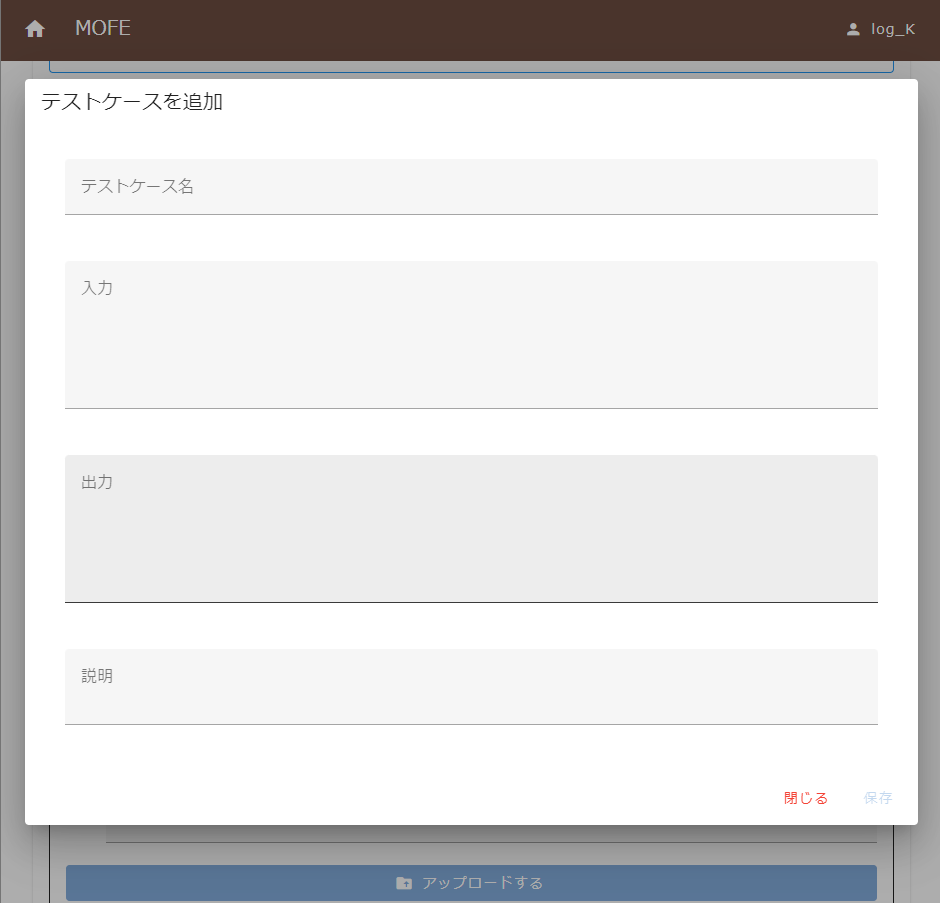 MOFE
log_K
テストケースを追加
テストケース名
入力
出力
説明
閉じる
保存
アップロードする